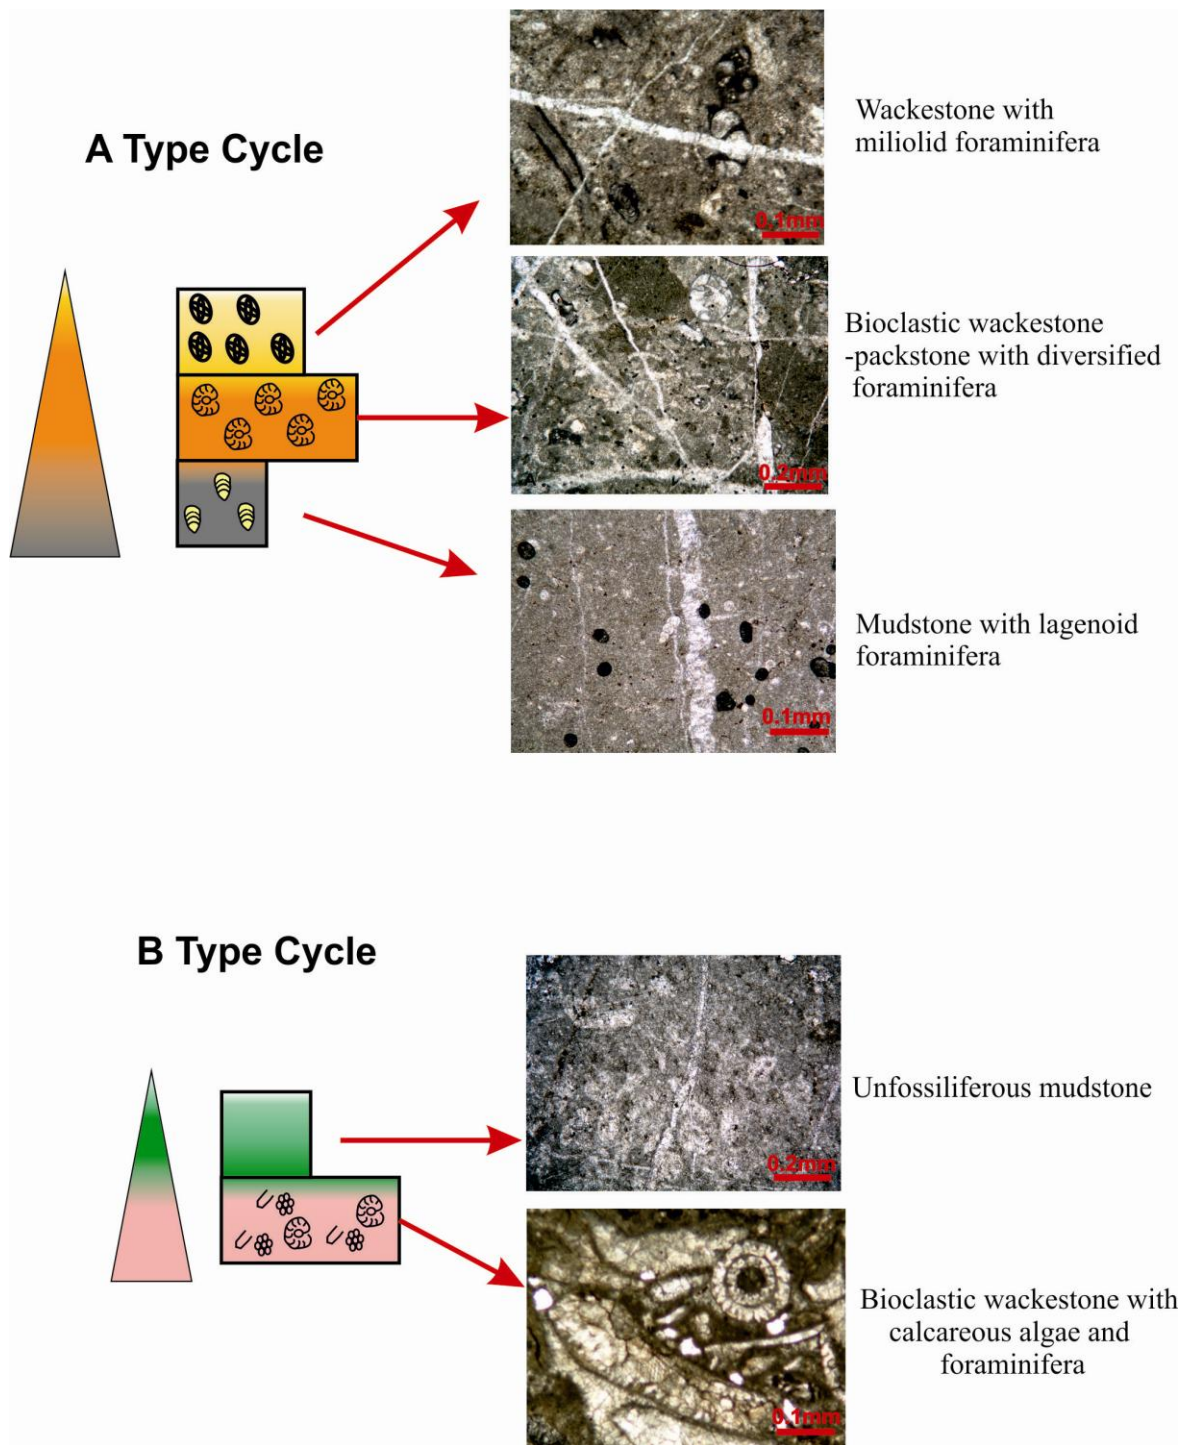 A Type Cycle
Wackestone with
miliolid foraminifera
0.1mm
Bioclastic wackestone
-packstone with diversified
foraminifera
0.2mm
Mudstone with lagenoid
foraminifera
0.1mm
B Type Cycle
Unfossiliferous mudstone
0.2mm
Bioclastic wackestone with
calcareous algae and
foraminifera
0.1mm